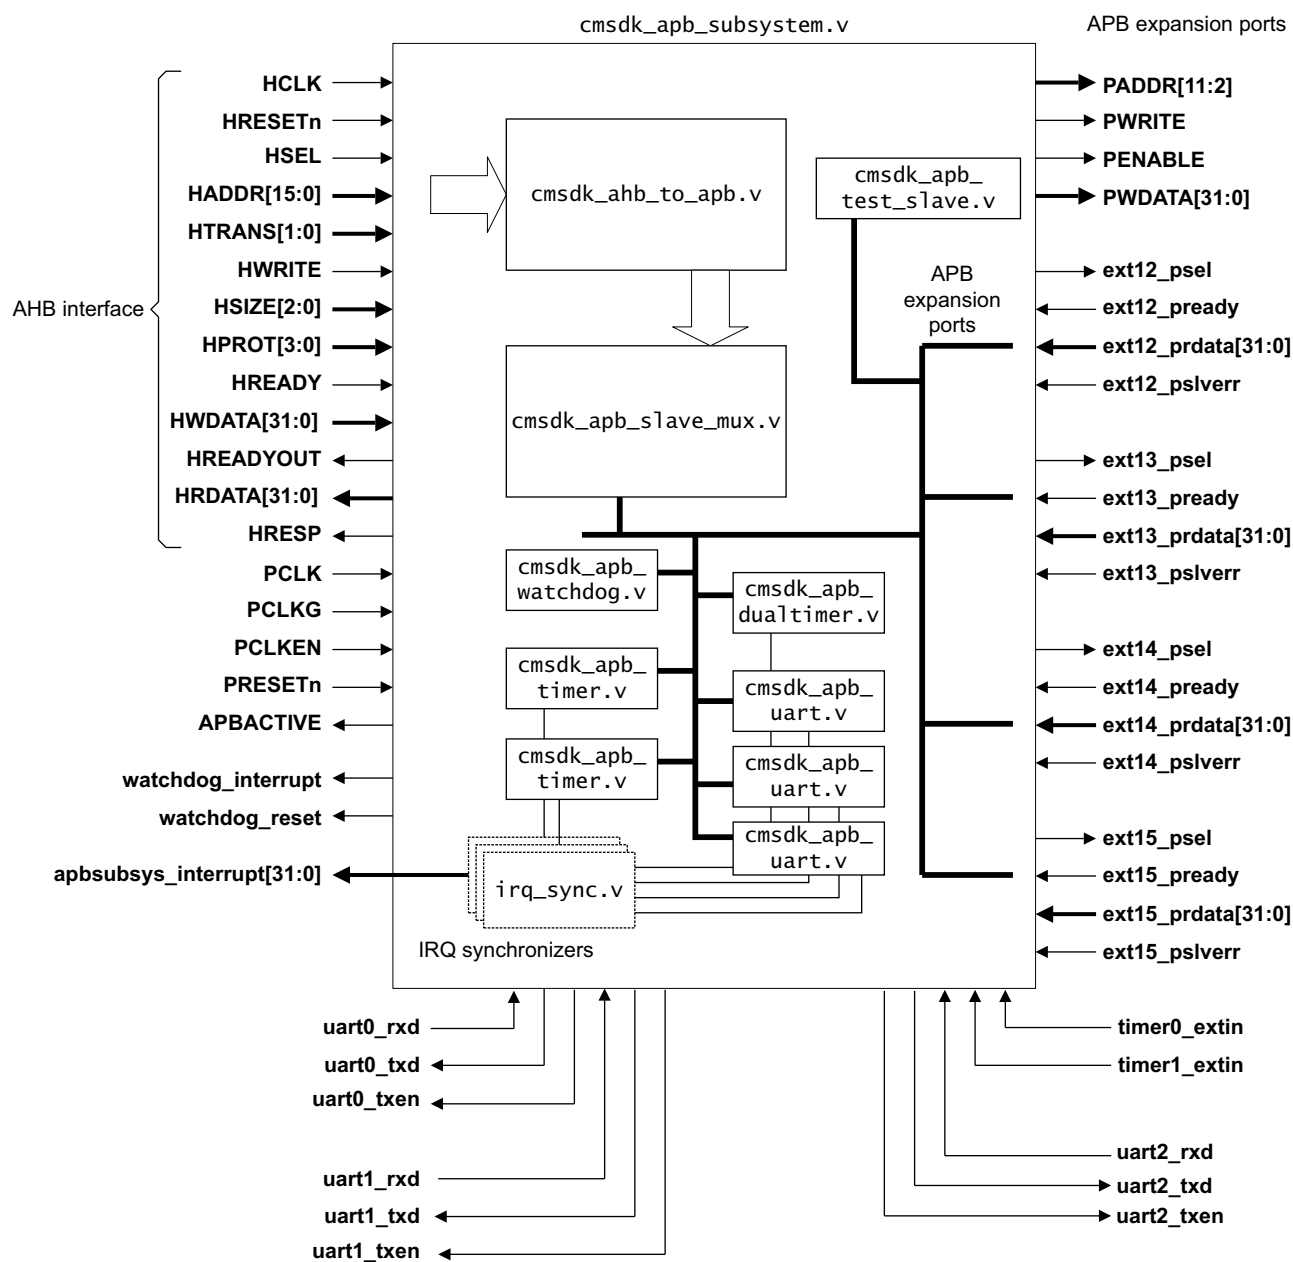 cmsdk_apb_subsystem.v
APB expansion ports
AHB interface
HCLK
HRESETn
HSEL
HADDR[15:0]
HTRANS[1:0]
HWRITE
HSIZE[2:0]
HPROT[3:0]
HREADY
HWDATA[31:0]
HREADYOUT
HRDATA[31:0]
HRESP
PCLK
PCLKG
PCLKEN
PRESETn
APBACTIVE
watchdog_interrupt
watchdog_reset
apbsubsys_interrupt[31:0]
cmsdk_ahb_to_apb.v
cmsdk_apb_
test_slave.v
APB
expansion
ports
cmsdk_apb_slave_mux.v
cmsdk_apb_
watchdog.v
cmsdk_apb_
dualtimer.v
cmsdk_apb_
timer.v
cmsdk_apb_
uart.v
cmsdk_apb_
timer.v
cmsdk_apb_
uart.v
cmsdk_apb_
uart.v
irq_sync.v
IRQ synchronizers
PADDR[11:2]
PWRITE
PENABLE
PWDATA[31:0]
ext12_psel
ext12_pready
ext12_prdata[31:0]
ext12_pslverr
ext13_psel
ext13_pready
ext13_prdata[31:0]
ext13_pslverr
ext14_psel
ext14_pready
ext14_prdata[31:0]
ext14_pslverr
ext15_psel
ext15_pready
ext15_prdata[31:0]
ext15_pslverr
uart0_rxd
uart0_txd
uart0_txen
uart1_rxd
uart1_txd
uart1_txen
timer0_extin
timer1_extin
uart2_rxd
uart2_txd
uart2_txen